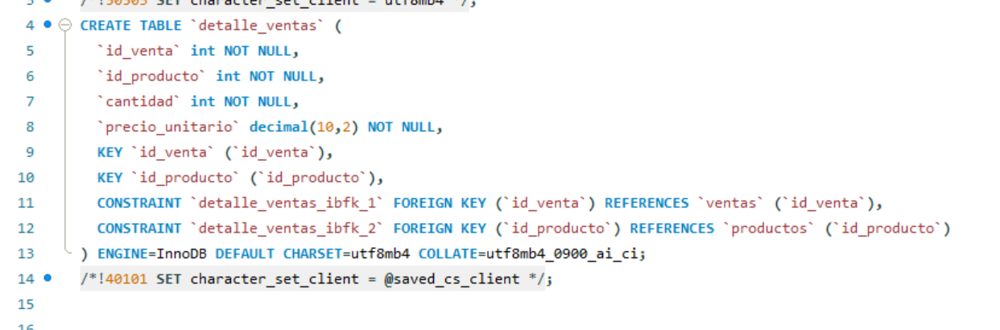 3 /*!50503 SET character_set_client = utf8mb4 */;
4 CREATE TABLE `detalle_ventas` (
5 `id_venta` int NOT NULL,
6 `id_producto` int NOT NULL,
7 `cantidad` int NOT NULL,
8 `precio_unitario` decimal(10,2) NOT NULL,
9 KEY `id_venta` (`id_venta`),
10 KEY `id_producto` (`id_producto`),
11 CONSTRAINT `detalle_ventas_ibfk_1` FOREIGN KEY (`id_venta`) REFERENCES `ventas` (`id_venta`),
12 CONSTRAINT `detalle_ventas_ibfk_2` FOREIGN KEY (`id_producto`) REFERENCES `productos` (`id_producto`)
13 ) ENGINE=InnoDB DEFAULT CHARSET=utf8mb4 COLLATE=utf8mb4_0900_ai_ci;
14 /*!40101 SET character_set_client = @saved_cs_client */;
15
16